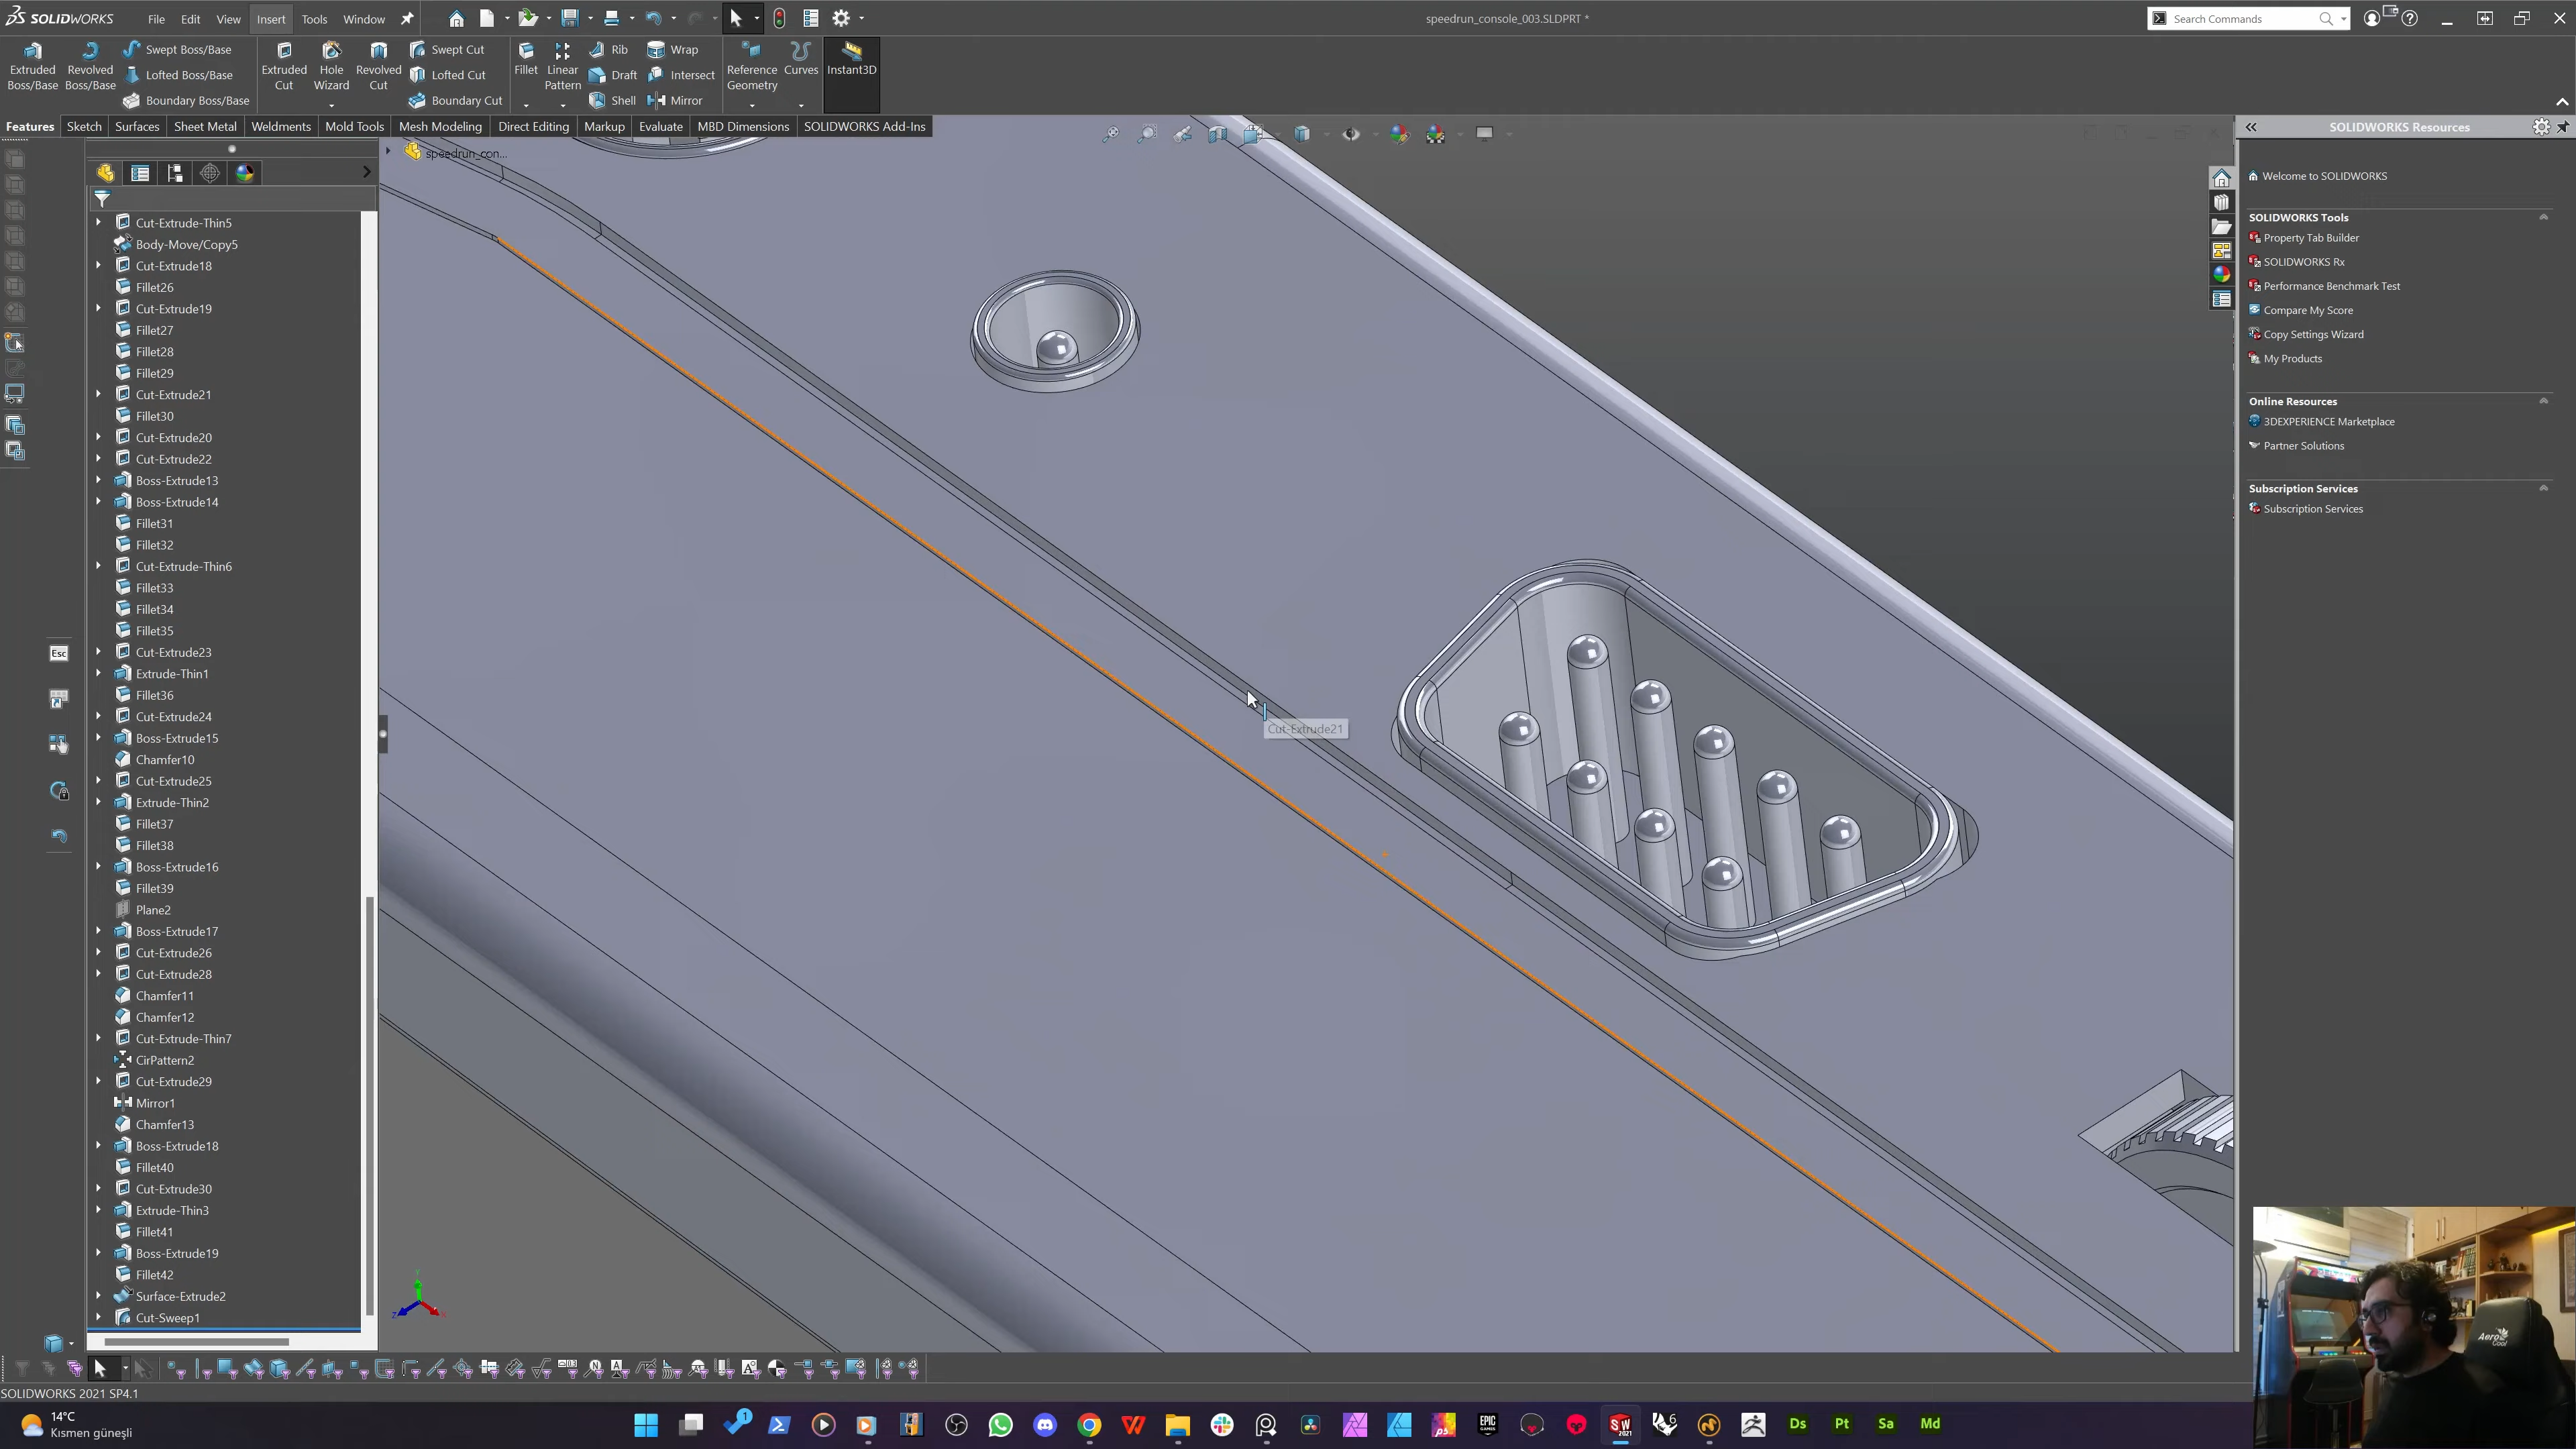 SOLIDWORKS
File Edit View Insert Tools Window
speedrun_console_003.SLDPRT *
Search Commands
Extruded Boss/Base
Revolved Boss/Base
Swept Boss/Base
Lofted Boss/Base
Boundary Boss/Base
Extruded Cut
Hole Wizard
Revolved Cut
Swept Cut
Lofted Cut
Boundary Cut
Fillet
Linear Pattern
Rib
Draft
Shell
Wrap
Intersect
Mirror
Reference Geometry
Curves
Instant3D
Features Sketch Surfaces Sheet Metal Weldments Mold Tools Mesh Modeling Direct Editing Markup Evaluate MBD Dimensions SOLIDWORKS Add-Ins
speedrun_con...
Cut-Extrude-Thin5
Body-Move/Copy5
Cut-Extrude18
Fillet26
Cut-Extrude19
Fillet27
Fillet28
Fillet29
Cut-Extrude21
Fillet30
Cut-Extrude20
Cut-Extrude22
Boss-Extrude13
Boss-Extrude14
Fillet31
Fillet32
Cut-Extrude-Thin6
Fillet33
Fillet34
Fillet35
Cut-Extrude23
Extrude-Thin1
Fillet36
Cut-Extrude24
Boss-Extrude15
Chamfer10
Cut-Extrude25
Extrude-Thin2
Fillet37
Fillet38
Boss-Extrude16
Fillet39
Plane2
Boss-Extrude17
Cut-Extrude26
Cut-Extrude28
Chamfer11
Chamfer12
Cut-Extrude-Thin7
CirPattern2
Cut-Extrude29
Mirror1
Chamfer13
Boss-Extrude18
Fillet40
Cut-Extrude30
Extrude-Thin3
Fillet41
Boss-Extrude19
Fillet42
Surface-Extrude2
Cut-Sweep1
Esc
Cut-Extrude21
SOLIDWORKS Resources
Welcome to SOLIDWORKS
SOLIDWORKS Tools
Property Tab Builder
SOLIDWORKS Rx
Performance Benchmark Test
Compare My Score
Copy Settings Wizard
My Products
Online Resources
3DEXPERIENCE Marketplace
Partner Solutions
Subscription Services
Subscription Services
SOLIDWORKS 2021 SP4.1
14°C
Kısmen güneşli
1
EPIC GAMES
SW 2021
6
Ds
Pt
Sa
Md